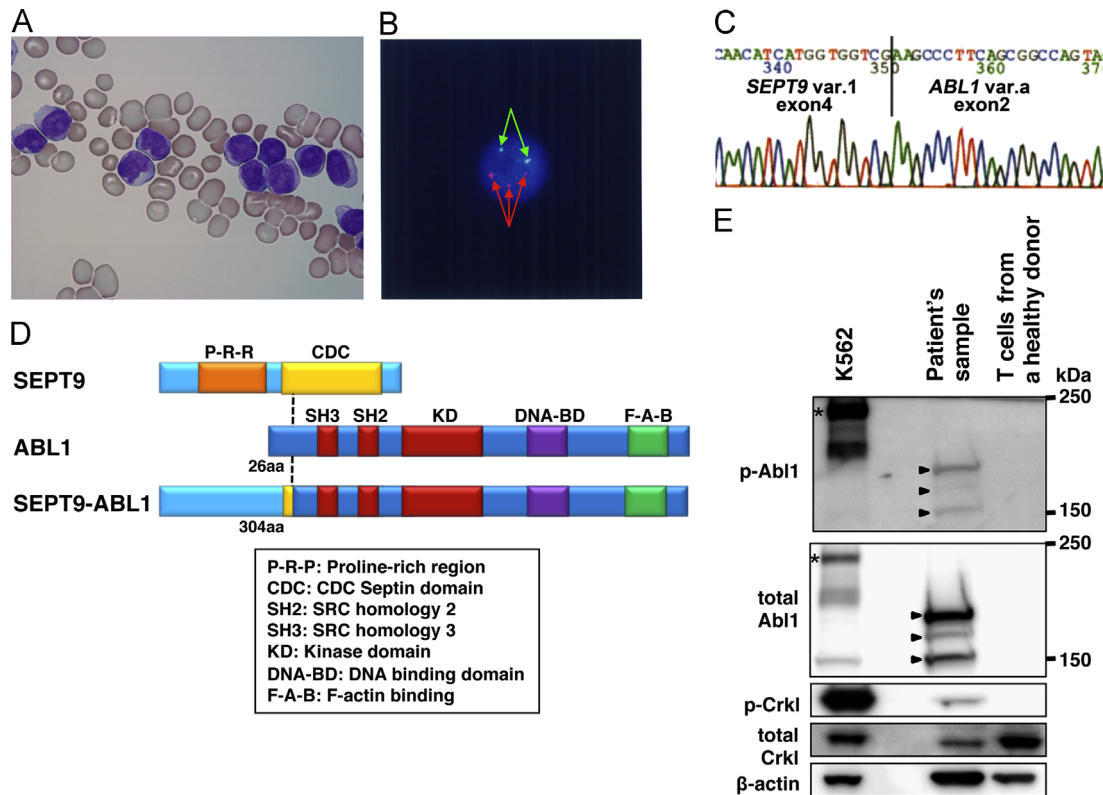 A
B
C
CAACATCATGGTGGTCGAAGCCCTTCAGCGGCCAGTA
340 350 360 370
SEPT9 var.1 ABL1 var.a
exon4 exon2
D
P-R-R CDC
SEPT9
SH3 SH2 KD DNA-BD F-A-B
ABL1
26aa
SEPT9-ABL1
304aa
P-R-P: Proline-rich region
CDC: CDC Septin domain
SH2: SRC homology 2
SH3: SRC homology 3
KD: Kinase domain
DNA-BD: DNA binding domain
F-A-B: F-actin binding
E
K562
Patient's
sample
T cells from
a healthy donor
kDa
250
*
p-Abl1
150
250
*
total
Abl1
150
p-Crkl
total
Crkl
β-actin